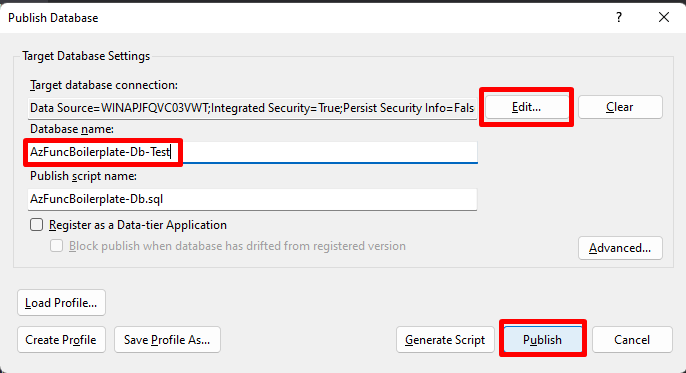 Publish Database
Target Database Settings
Target database connection:
Data Source=WINAPJFQVC03VWT;Integrated Security=True;Persist Security Info=Fals
Edit...
Clear
Database name:
AzFuncBoilerplate-Db-Test
Publish script name:
AzFuncBoilerplate-Db.sql
Register as a Data-tier Application
Block publish when database has drifted from registered version
Advanced...
Load Profile...
Create Profile
Save Profile As...
Generate Script
Publish
Cancel